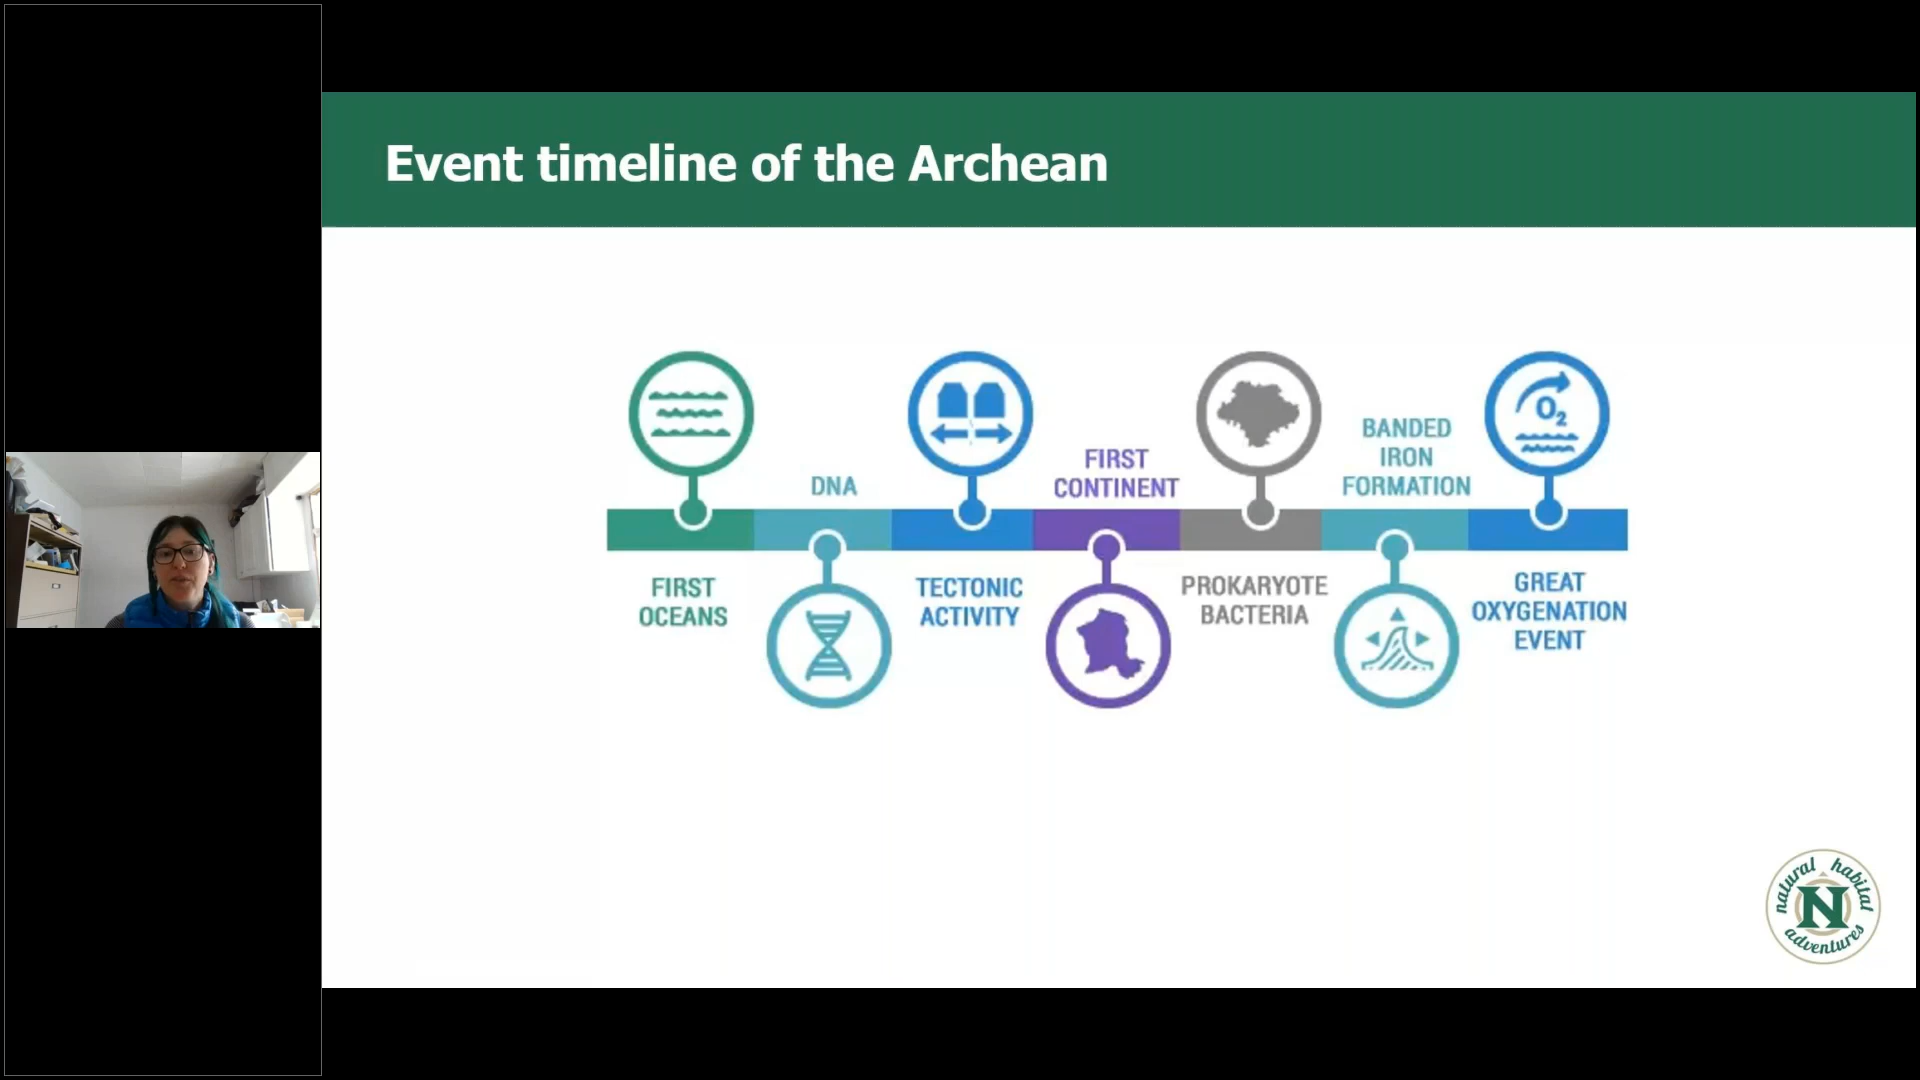 Event timeline of the Archean
FIRST
OCEANS
DNA
TECTONIC
ACTIVITY
FIRST
CONTINENT
PROKARYOTE
BACTERIA
BANDED
IRON
FORMATION
O₂
GREAT
OXYGENATION
EVENT
natural habitat
N
adventures